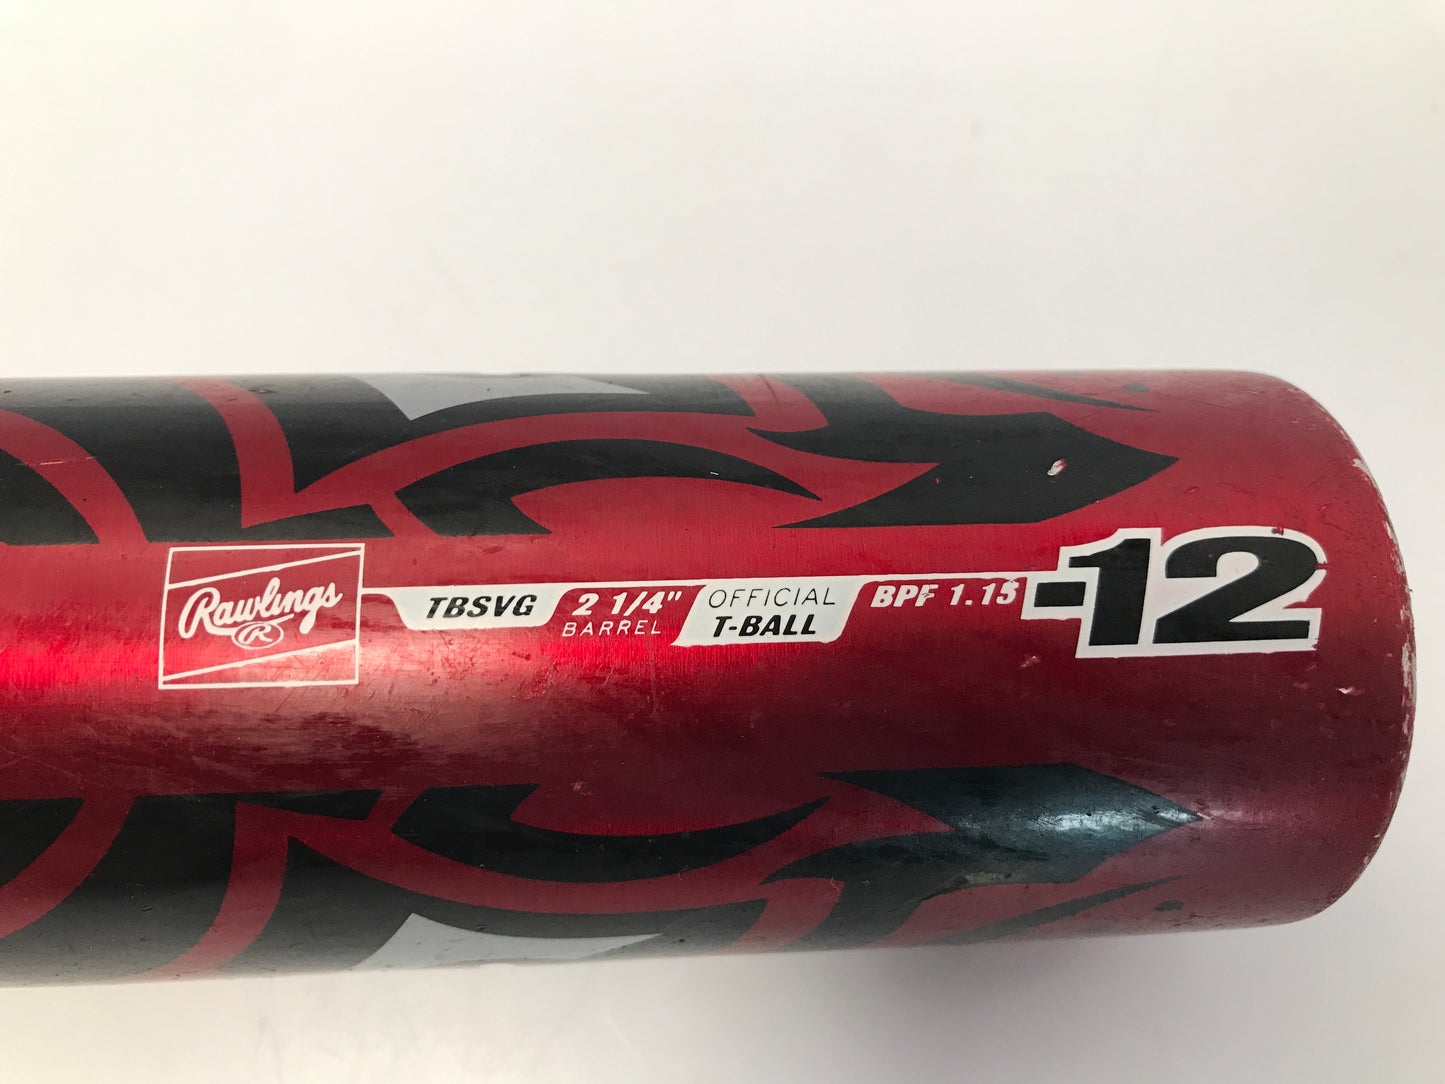 Rawlings
R
TBSVG
2 1/4"
BARREL
OFFICIAL
T-BALL
BPF 1.15
-12